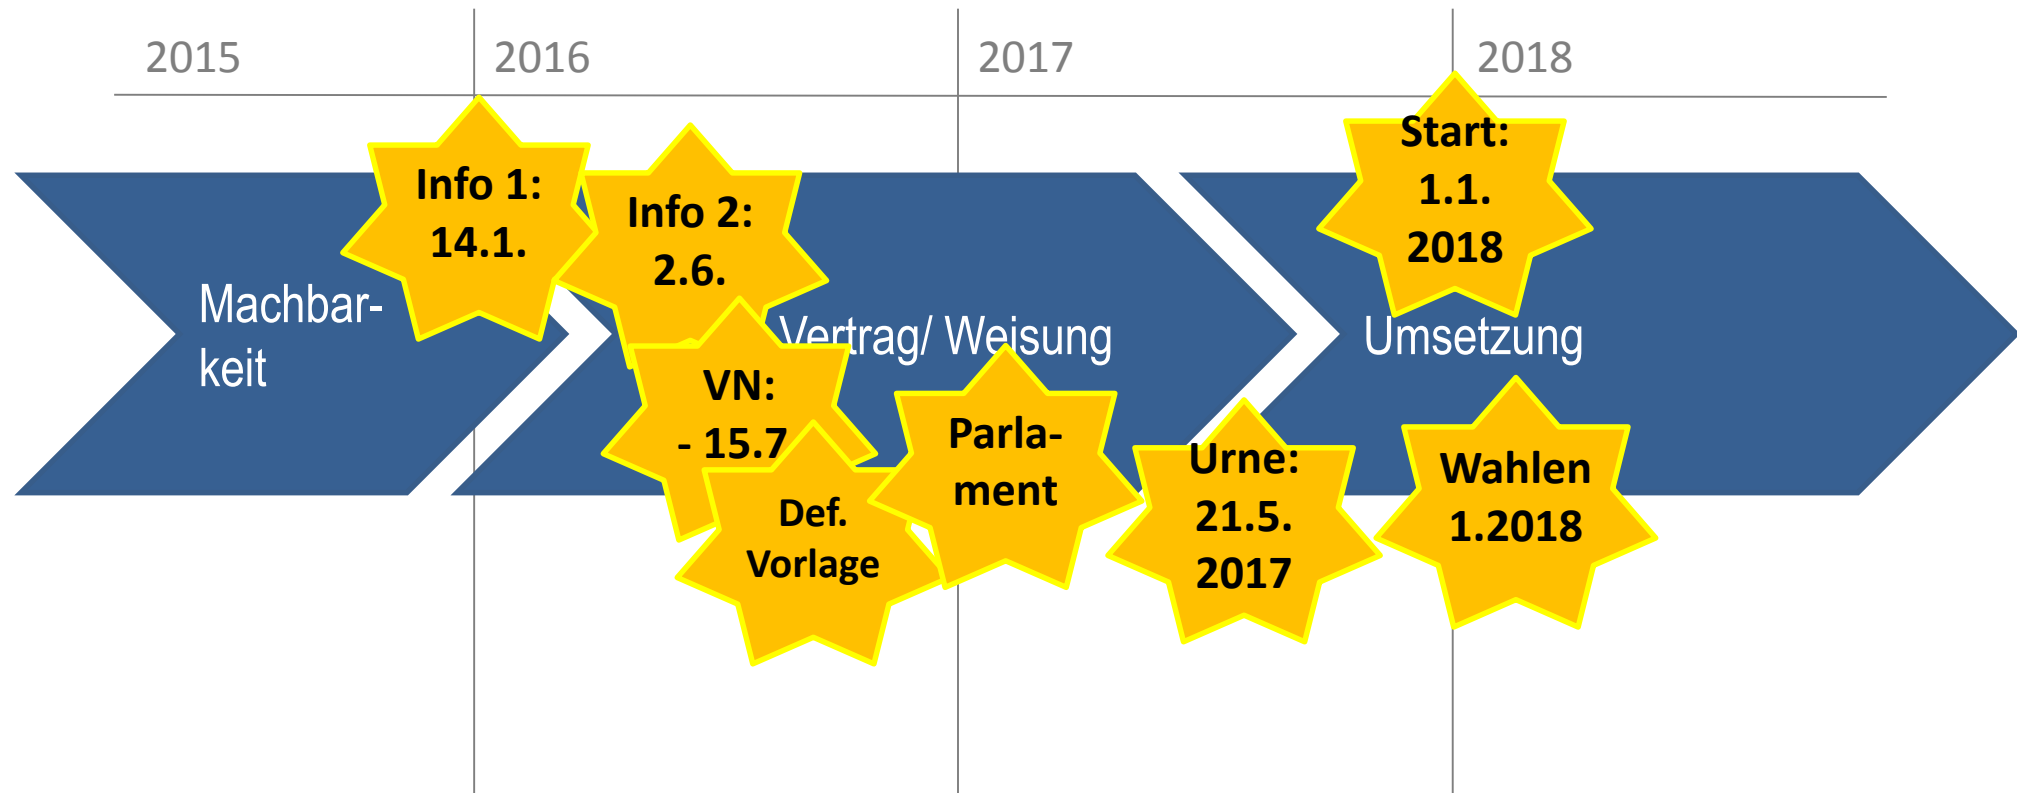 2015
2016
2017
2018
Info 1:
14.1.
Info 2:
2.6.
Start:
1.1.
2018
Machbar-
keit
Vertrag/ Weisung
Umsetzung
VN:
- 15.7
Def.
Vorlage
Parla-
ment
Urne:
21.5.
2017
Wahlen
1.2018